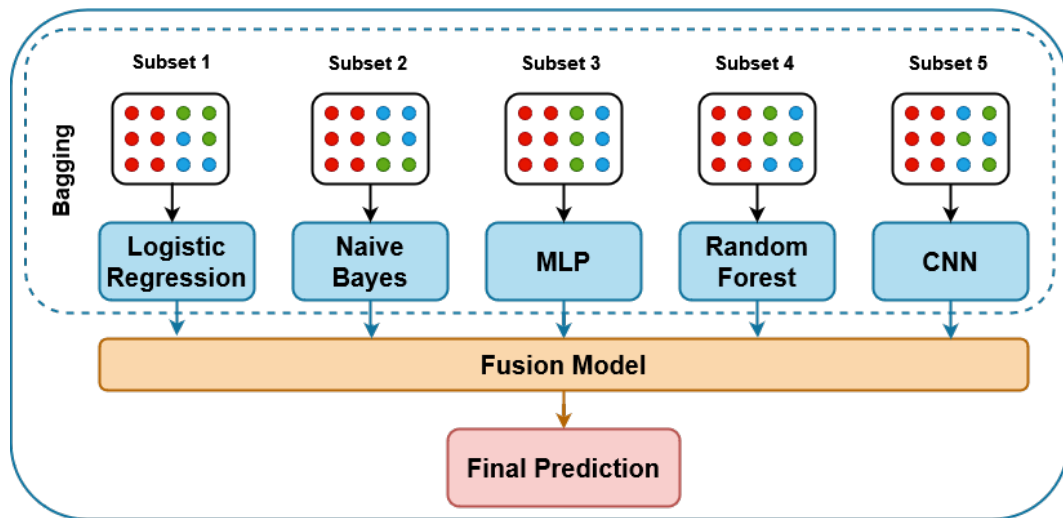 Subset 1
Subset 2
Subset 3
Subset 4
Subset 5
Bagging
Logistic
Regression
Naive
Bayes
MLP
Random
Forest
CNN
Fusion Model
Final Prediction